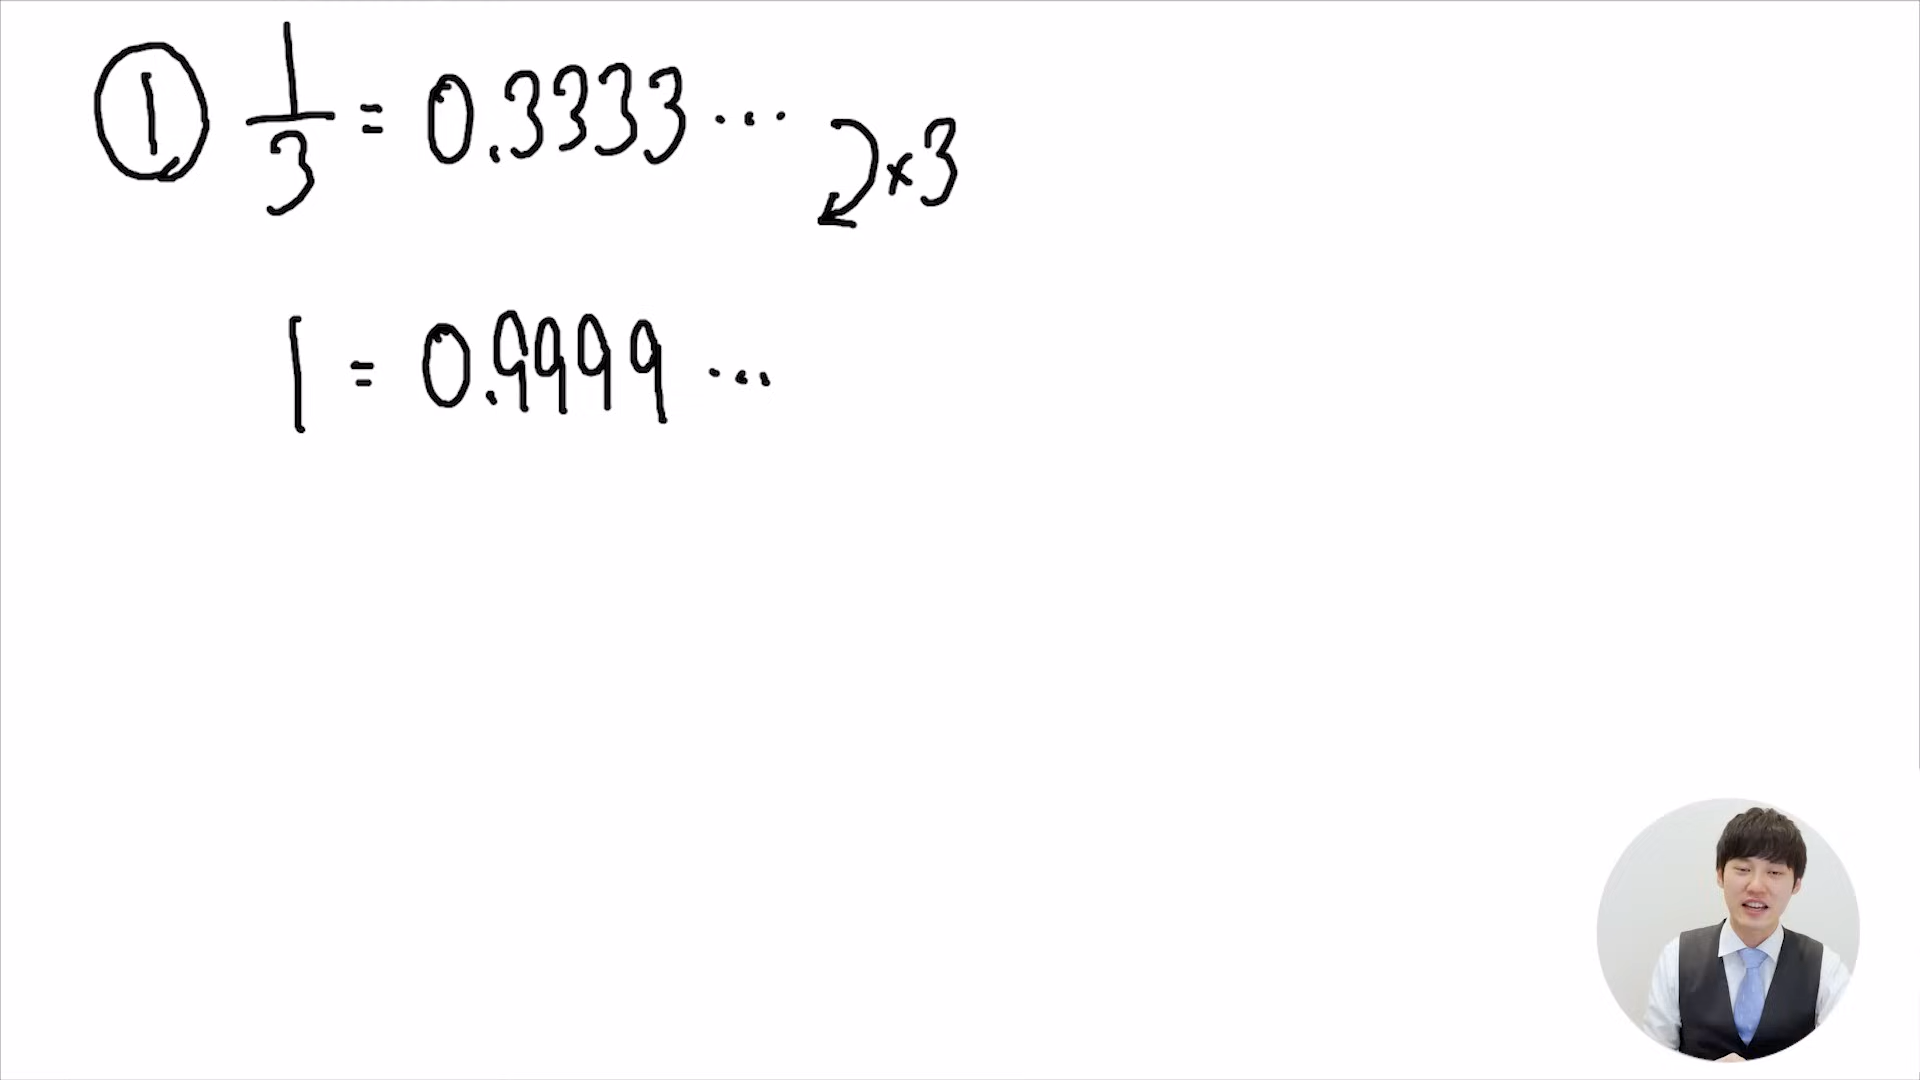 ① 1/3 = 0.3333...
×3
1 = 0.9999...